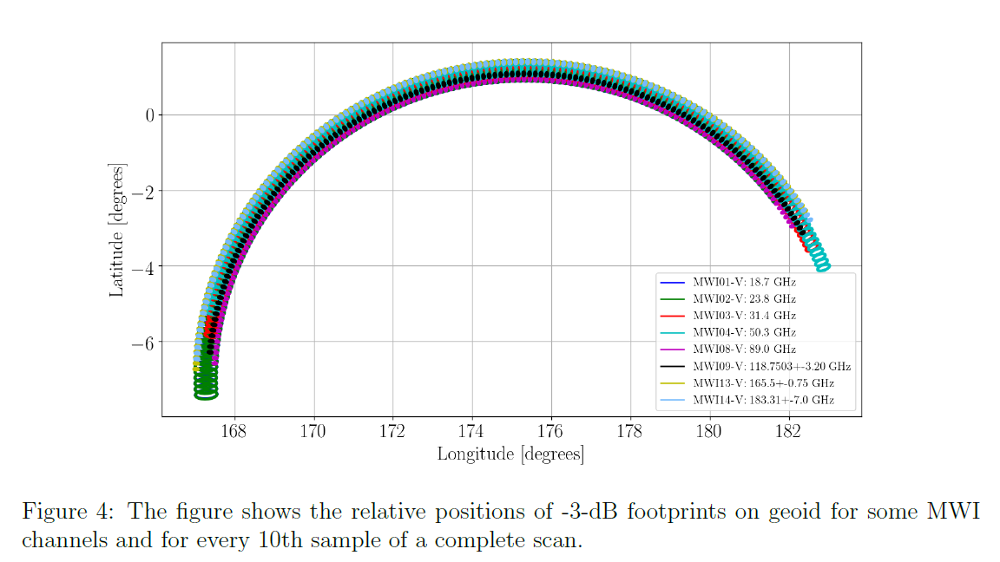 0
−2
−4
−6
Latitude [degrees]
168 170 172 174 176 178 180 182
Longitude [degrees]
MWI01-V: 18.7 GHz
MWI02-V: 23.8 GHz
MWI03-V: 31.4 GHz
MWI04-V: 50.3 GHz
MWI08-V: 89.0 GHz
MWI09-V: 118.7503+-3.20 GHz
MWI13-V: 165.5+-0.75 GHz
MWI14-V: 183.31+-7.0 GHz
Figure 4: The figure shows the relative positions of -3-dB footprints on geoid for some MWI
channels and for every 10th sample of a complete scan.